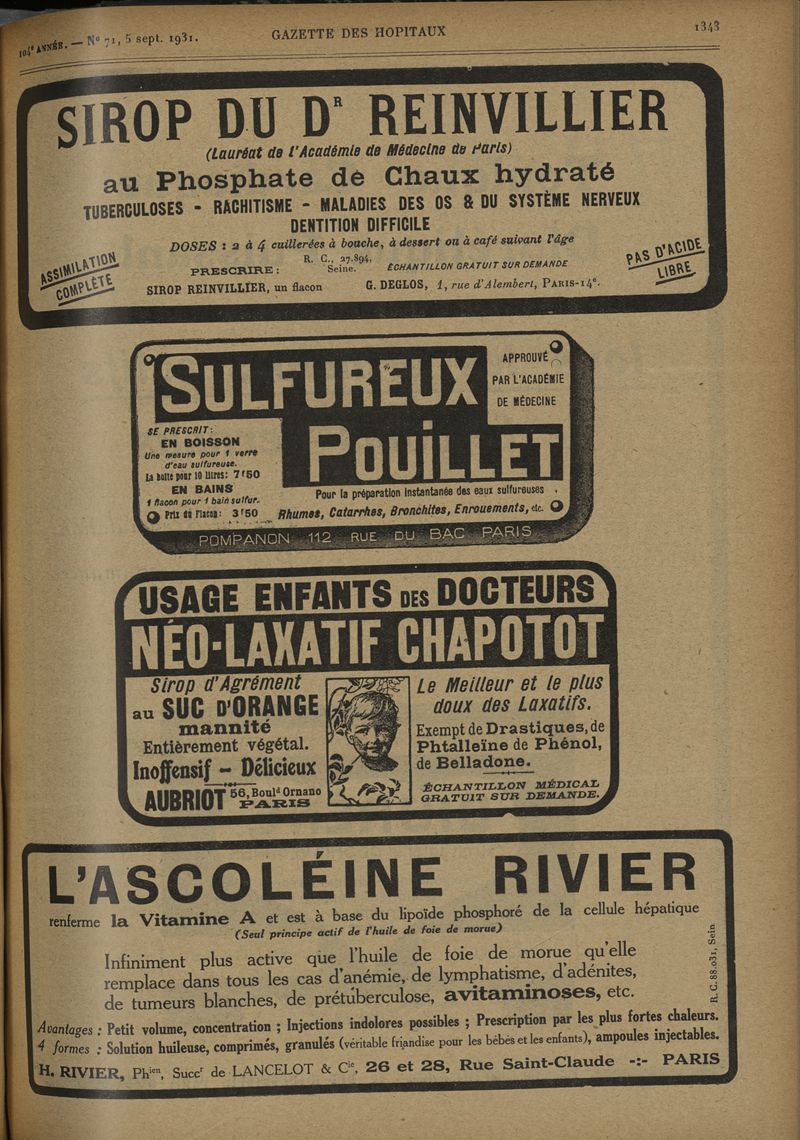 104e ANNÉE. — No 71, 5 sept. 1931.
GAZETTE DES HOPITAUX
1343
SIROP DU DR REINVILLIER
(Lauréat de l'Académie de Médecine de Paris)
au Phosphate de Chaux hydraté
TUBERCULOSES - RACHITISME - MALADIES DES OS & DU SYSTÈME NERVEUX
DENTITION DIFFICILE
DOSES : 2 à 4 cuillerées à bouche, à dessert ou à café suivant l'âge
ASSIMILATION
COMPLÈTE
PRESCRIRE :
R. C., 27.894,
Seine.
ÉCHANTILLON GRATUIT SUR DEMANDE
PAS D'ACIDE
LIBRE
SIROP REINVILLIER, un flacon
G. DEGLOS, 1, rue d'Alembert, PARIS-14e.
SULFUREUX
POUILLET
APPROUVÉ
PAR L'ACADÉMIE
DE MÉDECINE
SE PRESCRIT:
EN BOISSON
Une mesure pour 1 verre
d'eau sulfureuse.
La boîte pour 10 litres: 7f50
EN BAINS
1 flacon pour 1 bain sulfur.
Prix du Flacon: 3f50
Pour la préparation instantanée des eaux sulfureuses
Rhumes, Catarrhes, Bronchites, Enrouements, etc.
POMPANON 112 RUE DU BAC PARIS
USAGE ENFANTS DES DOCTEURS
NÉO-LAXATIF CHAPOTOT
Sirop d'Agrément
au SUC D'ORANGE
mannité
Entièrement végétal.
Inoffensif - Délicieux
AUBRIOT 56, Bould Ornano
PARIS
Le Meilleur et le plus
doux des Laxatifs.
Exempt de Drastiques, de
Phtalleïne de Phénol,
de Belladone.
ÉCHANTILLON MÉDICAL
GRATUIT SUR DEMANDE.
L'ASCOLÉINE RIVIER
renferme la Vitamine A et est à base du lipoïde phosphoré de la cellule hépatique
(Seul principe actif de l'huile de foie de morue)
Infiniment plus active que l'huile de foie de morue qu'elle
remplace dans tous les cas d'anémie, de lymphatisme, d'adénites,
de tumeurs blanches, de prétuberculose, avitaminoses, etc.
R. C. 88.031, Sein
Avantages : Petit volume, concentration ; Injections indolores possibles ; Prescription par les plus fortes chaleurs.
4 formes : Solution huileuse, comprimés, granulés (véritable friandise pour les bébés et les enfants), ampoules injectables.
H. RIVIER, Phien, Succr de LANCELOT & Cie, 26 et 28, Rue Saint-Claude -:- PARIS